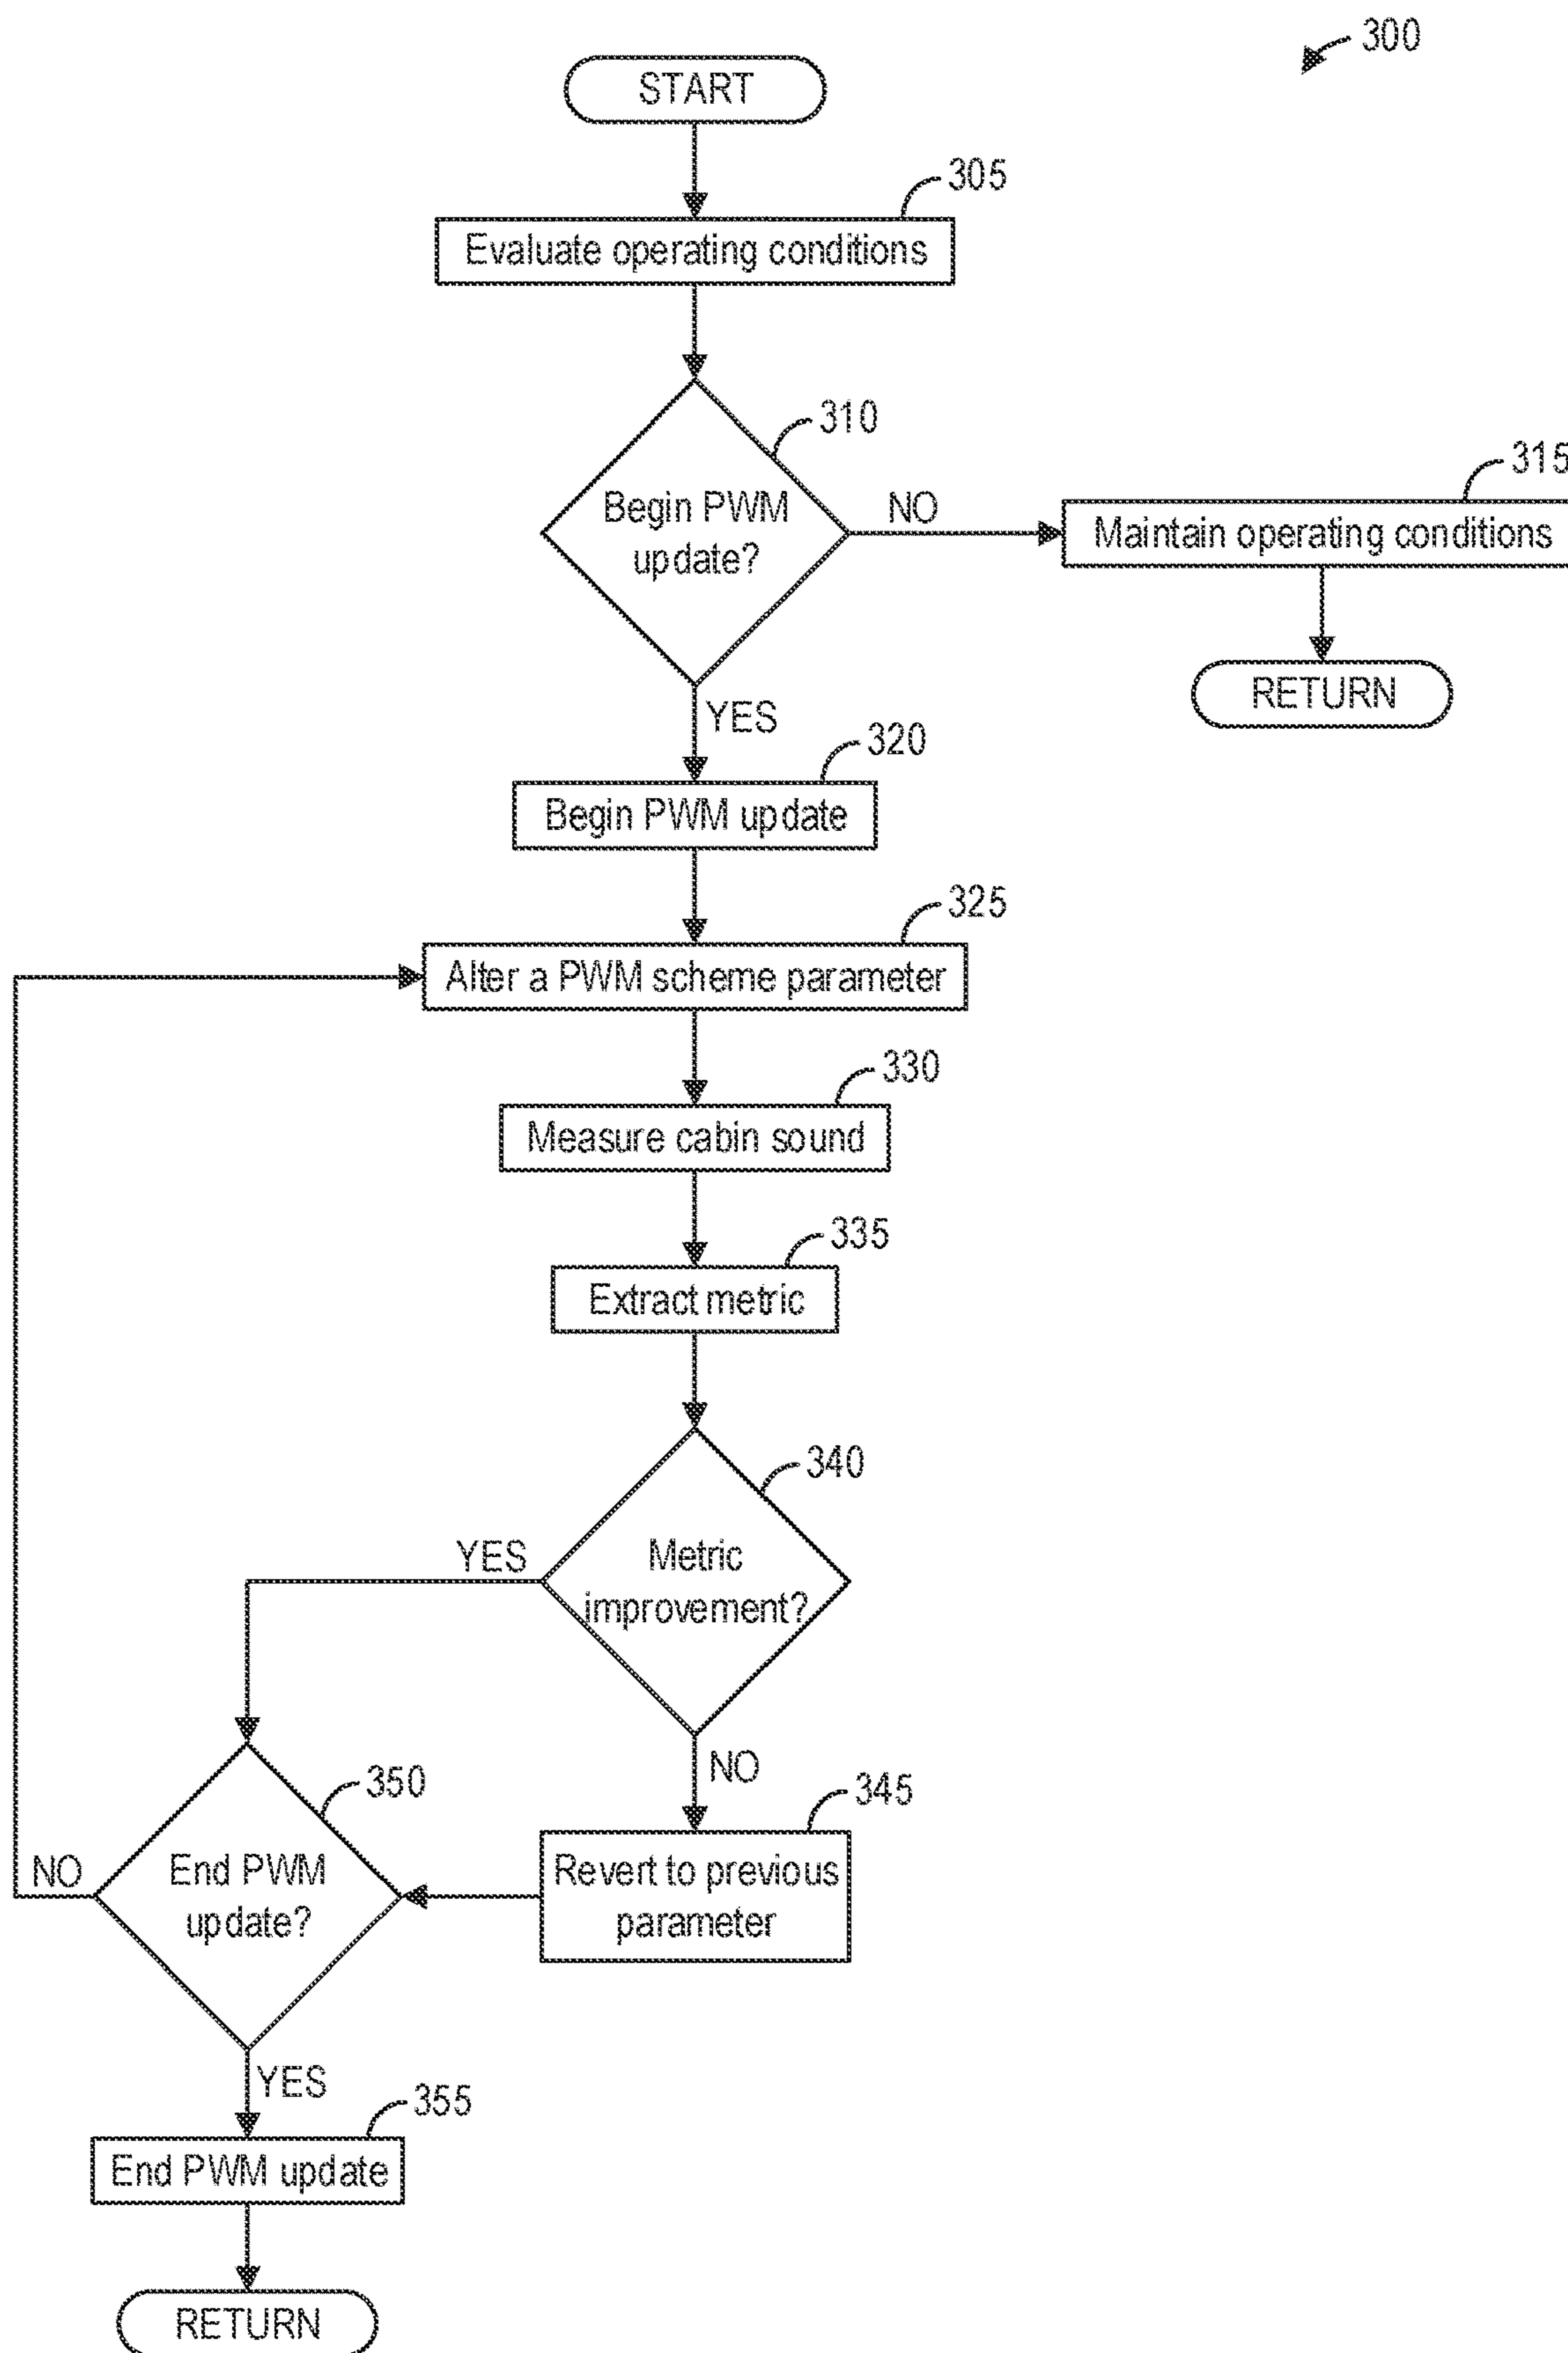 300
START
305
Evaluate operating conditions
310
Begin PWM
update?
NO
315
Maintain operating conditions
RETURN
YES
320
Begin PWM update
325
Alter a PWM scheme parameter
330
Measure cabin sound
335
Extract metric
340
Metric
improvement?
YES
NO
350
End PWM
update?
NO
345
Revert to previous
parameter
YES
355
End PWM update
RETURN